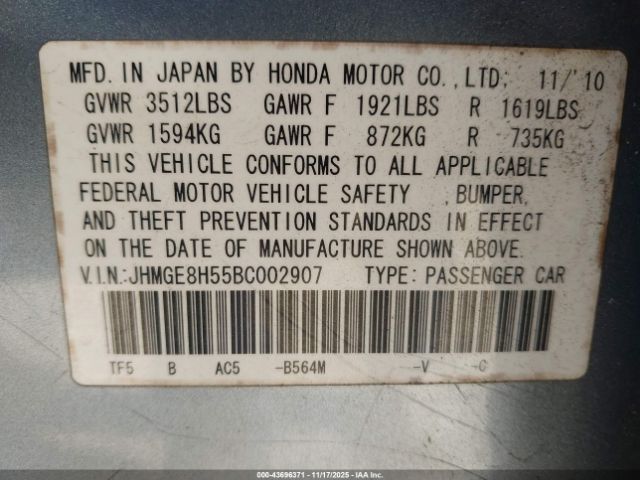 MFD. IN JAPAN BY HONDA MOTOR CO., LTD. 11/'10
GVWR 3512LBS GAWR F 1921LBS R 1619LBS
GVWR 1594KG GAWR F 872KG R 735KG
THIS VEHICLE CONFORMS TO ALL APPLICABLE
FEDERAL MOTOR VEHICLE SAFETY , BUMPER,
AND THEFT PREVENTION STANDARDS IN EFFECT
ON THE DATE OF MANUFACTURE SHOWN ABOVE.
V.I.N.:JHMGE8H55BC002907 TYPE: PASSENGER CAR
TF5 B AC5 -B564M -V -C
000-43696371 - 11/17/2025 - IAAI.COM